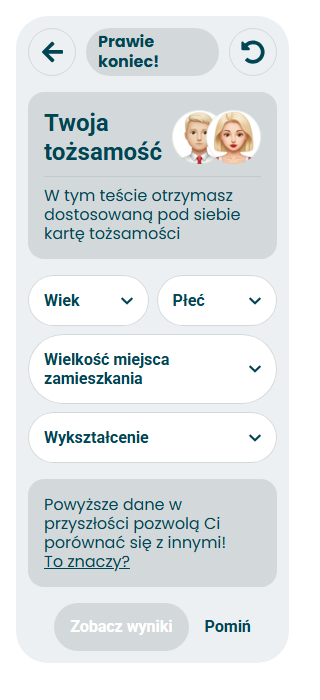 Prawie
koniec!
Twoja
tożsamość
W tym teście otrzymasz
dostosowaną pod siebie
kartę tożsamości
Wiek
Płeć
Wielkość miejsca
zamieszkania
Wykształcenie
Powyższe dane w
przyszłości pozwolą Ci
porównać się z innymi!
To znaczy?
Zobacz wyniki
Pomiń